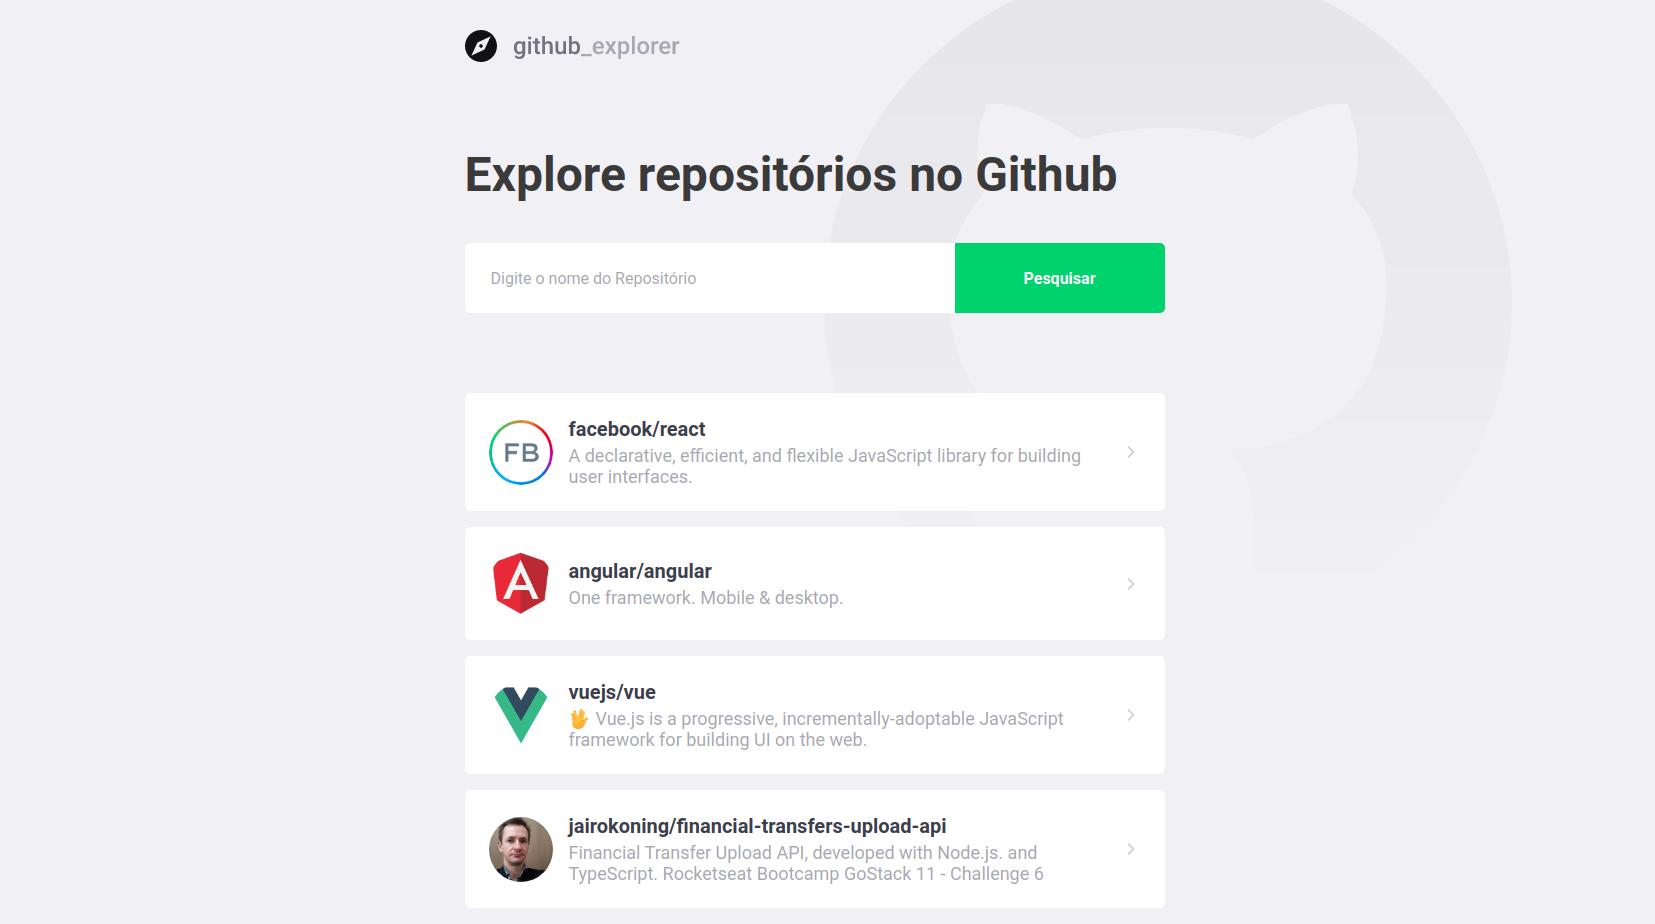 github_explorer
Explore repositórios no Github
Digite o nome do Repositório
Pesquisar
FB
facebook/react
A declarative, efficient, and flexible JavaScript library for building
user interfaces.
A
angular/angular
One framework. Mobile & desktop.
vuejs/vue
🖖 Vue.js is a progressive, incrementally-adoptable JavaScript
framework for building UI on the web.
jairokoning/financial-transfers-upload-api
Financial Transfer Upload API, developed with Node.js. and
TypeScript. Rocketseat Bootcamp GoStack 11 - Challenge 6